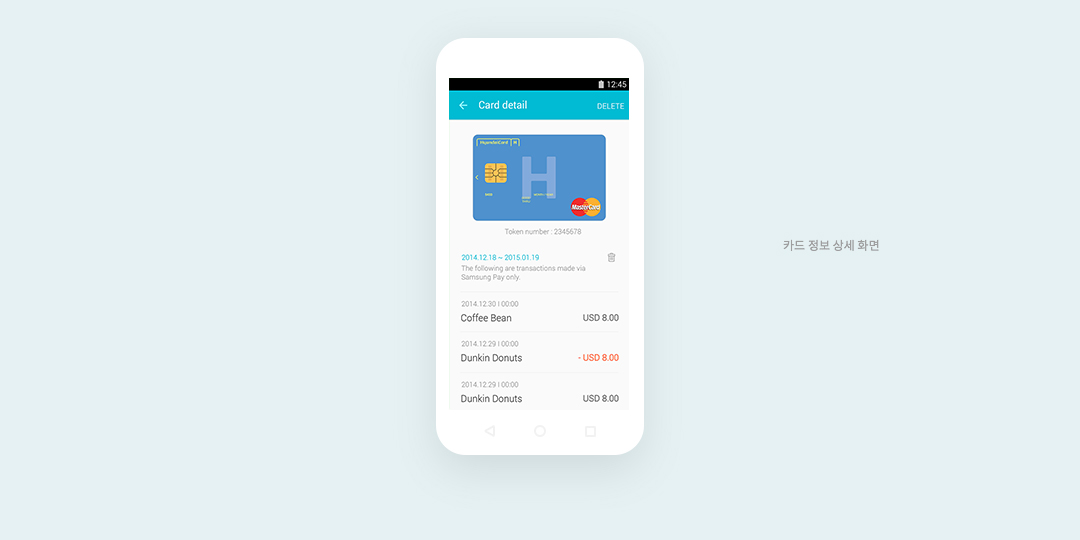 12:45
Card detail
DELETE
HyundaiCard M
H
MasterCard
Token number : 2345678
2014.12.18 ~ 2015.01.19
The following are transactions made via
Samsung Pay only.
2014.12.30 I 00:00
Coffee Bean USD 8.00
2014.12.29 I 00:00
Dunkin Donuts - USD 8.00
2014.12.29 I 00:00
Dunkin Donuts USD 8.00
카드 정보 상세 화면